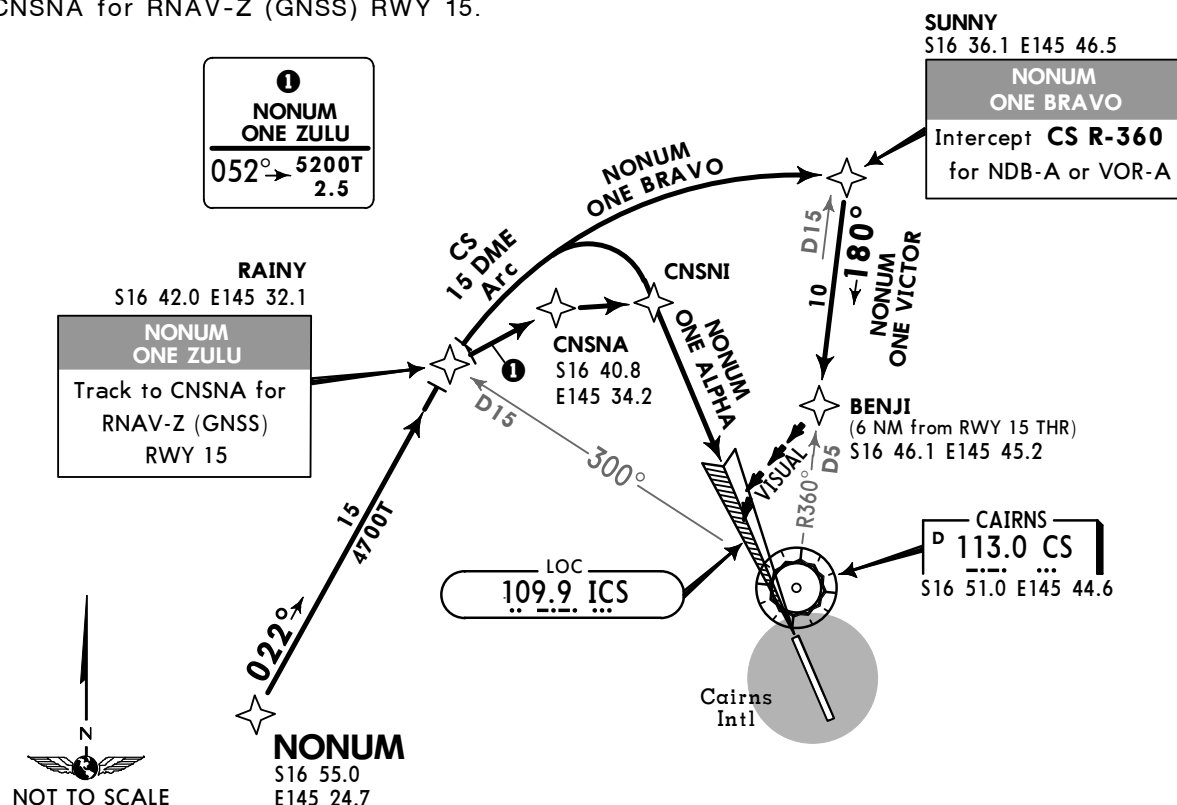 CNSNA for RNAV-Z (GNSS) RWY 15.
SUNNY
S16 36.1 E145 46.5
NONUM
ONE BRAVO
Intercept CS R-360
for NDB-A or VOR-A
1
NONUM
ONE ZULU
052° 5200T
2.5
NONUM
ONE BRAVO
CS
15 DME
Arc
D15
180°
10
NONUM
ONE VICTOR
RAINY
S16 42.0 E145 32.1
NONUM
ONE ZULU
Track to CNSNA for
RNAV-Z (GNSS)
RWY 15
CNSNI
CNSNA
S16 40.8
E145 34.2
1
NONUM
ONE ALPHA
D15
300°
BENJI
(6 NM from RWY 15 THR)
S16 46.1 E145 45.2
VISUAL
R360°
D5
15
4700T
022°
LOC
109.9 ICS
CAIRNS
D 113.0 CS
S16 51.0 E145 44.6
Cairns
Intl
NONUM
S16 55.0
E145 24.7
N
NOT TO SCALE